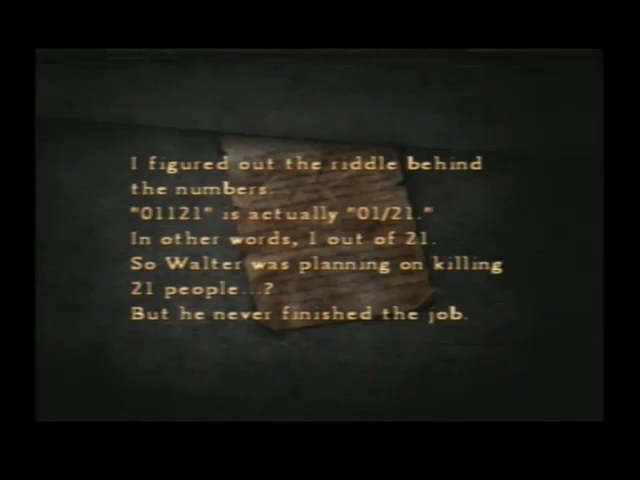 I figured out the riddle behind
the numbers.
"01121" is actually "01/21."
In other words, 1 out of 21.
So Walter was planning on killing
21 people...?
But he never finished the job.